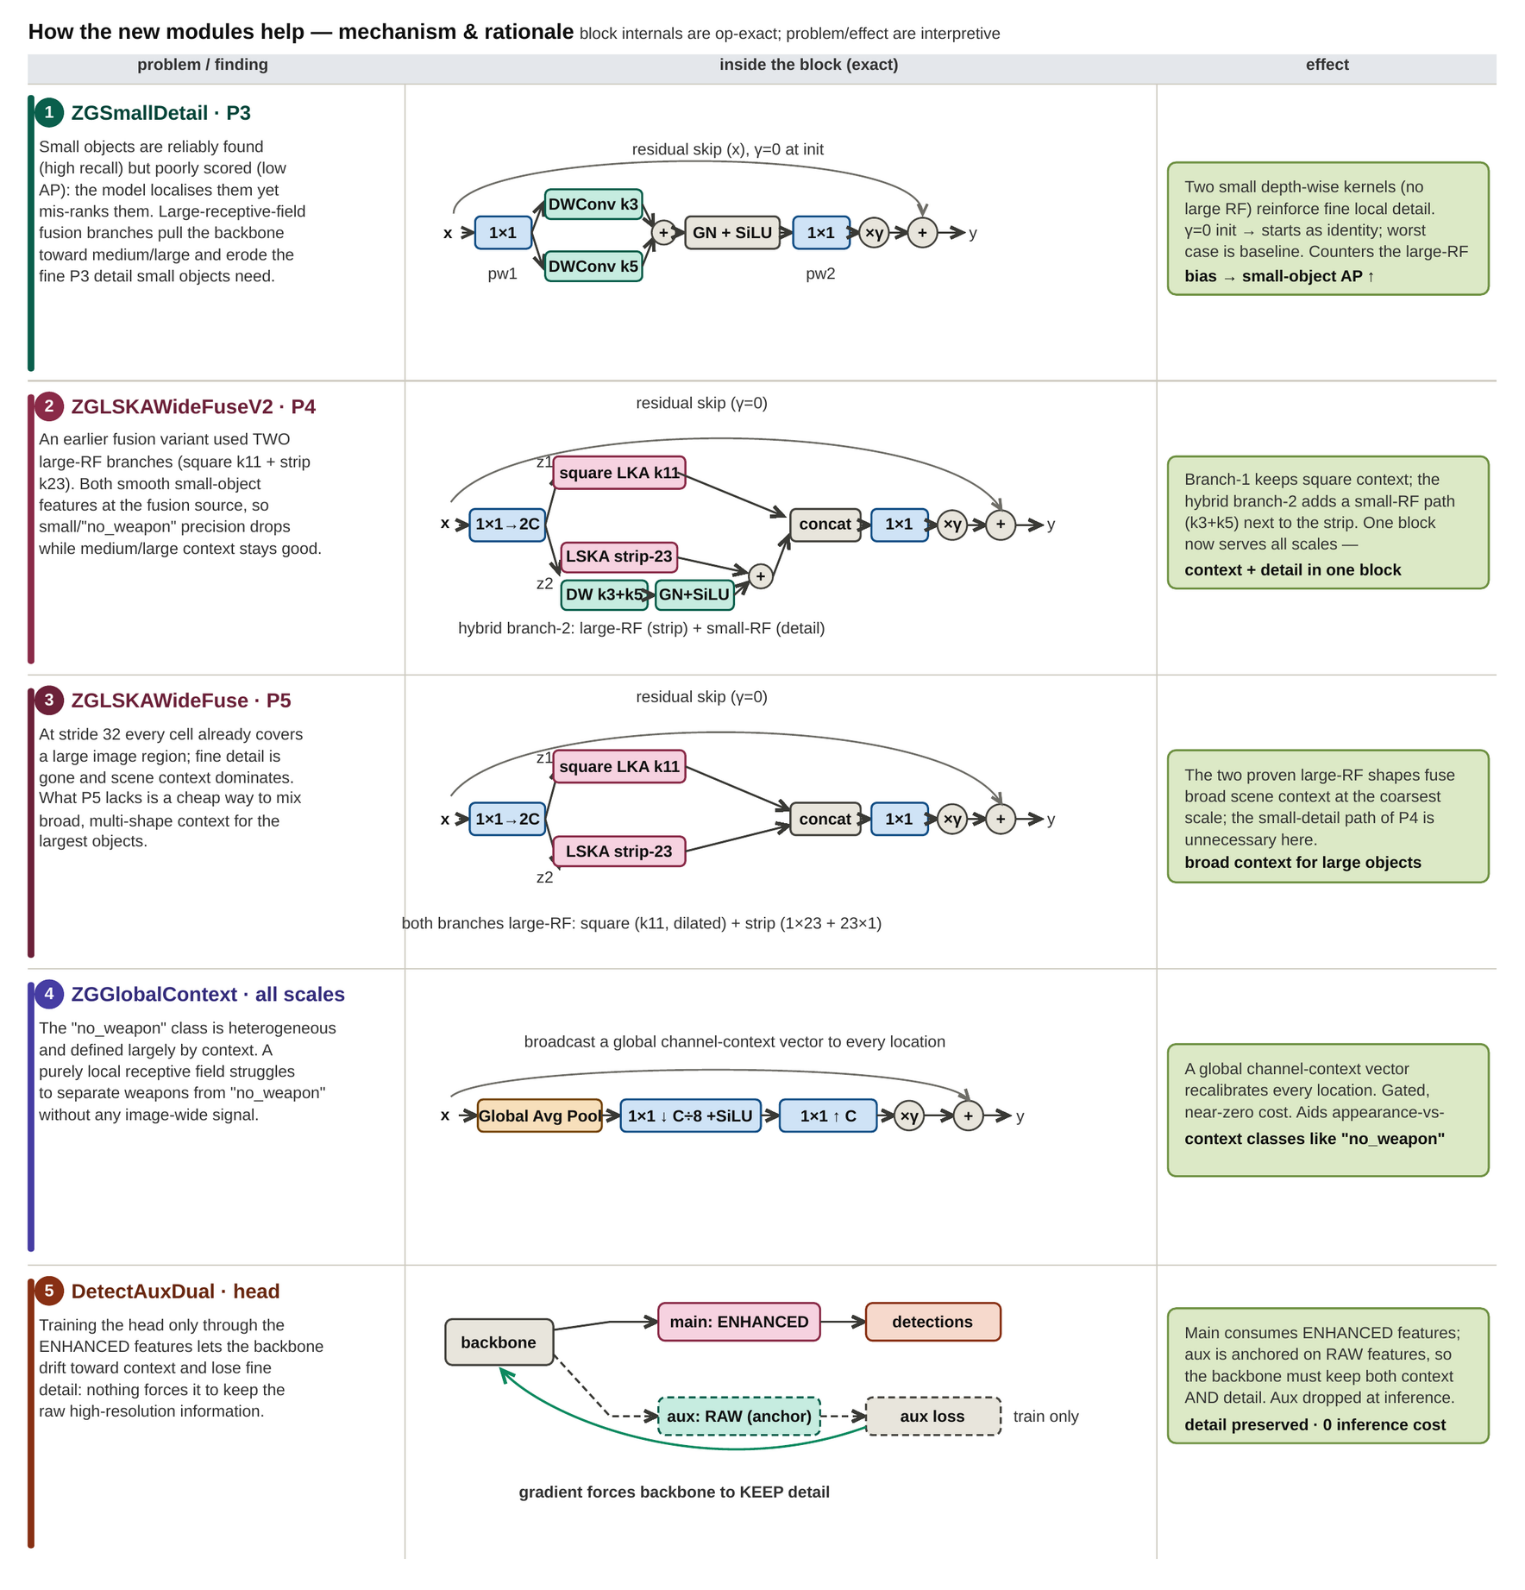 How the new modules help — mechanism & rationale block internals are op-exact; problem/effect are interpretive
problem / finding
inside the block (exact)
effect
1 ZGSmallDetail · P3
Small objects are reliably found
(high recall) but poorly scored (low
AP): the model localises them yet
mis-ranks them. Large-receptive-field
fusion branches pull the backbone
toward medium/large and erode the
fine P3 detail small objects need.
residual skip (x), γ=0 at init
x
1×1
DWConv k3
DWConv k5
+
GN + SiLU
1×1
×γ
+
y
pw1
pw2
Two small depth-wise kernels (no
large RF) reinforce fine local detail.
γ=0 init → starts as identity; worst
case is baseline. Counters the large-RF
bias → small-object AP ↑
2 ZGLSKAWideFuseV2 · P4
An earlier fusion variant used TWO
large-RF branches (square k11 + strip
k23). Both smooth small-object
features at the fusion source, so
small/"no_weapon" precision drops
while medium/large context stays good.
residual skip (γ=0)
z1
square LKA k11
x
1×1→2C
concat
1×1
×γ
+
y
LSKA strip-23
+
z2
DW k3+k5
GN+SiLU
hybrid branch-2: large-RF (strip) + small-RF (detail)
Branch-1 keeps square context; the
hybrid branch-2 adds a small-RF path
(k3+k5) next to the strip. One block
now serves all scales —
context + detail in one block
3 ZGLSKAWideFuse · P5
At stride 32 every cell already covers
a large image region; fine detail is
gone and scene context dominates.
What P5 lacks is a cheap way to mix
broad, multi-shape context for the
largest objects.
residual skip (γ=0)
z1
square LKA k11
x
1×1→2C
concat
1×1
×γ
+
y
LSKA strip-23
z2
both branches large-RF: square (k11, dilated) + strip (1×23 + 23×1)
The two proven large-RF shapes fuse
broad scene context at the coarsest
scale; the small-detail path of P4 is
unnecessary here.
broad context for large objects
4 ZGGlobalContext · all scales
The "no_weapon" class is heterogeneous
and defined largely by context. A
purely local receptive field struggles
to separate weapons from "no_weapon"
without any image-wide signal.
broadcast a global channel-context vector to every location
x
Global Avg Pool
1×1 ↓ C÷8 +SiLU
1×1 ↑ C
×γ
+
y
A global channel-context vector
recalibrates every location. Gated,
near-zero cost. Aids appearance-vs-
context classes like "no_weapon"
5 DetectAuxDual · head
Training the head only through the
ENHANCED features lets the backbone
drift toward context and lose fine
detail: nothing forces it to keep the
raw high-resolution information.
backbone
main: ENHANCED
detections
aux: RAW (anchor)
aux loss
train only
gradient forces backbone to KEEP detail
Main consumes ENHANCED features;
aux is anchored on RAW features, so
the backbone must keep both context
AND detail. Aux dropped at inference.
detail preserved · 0 inference cost